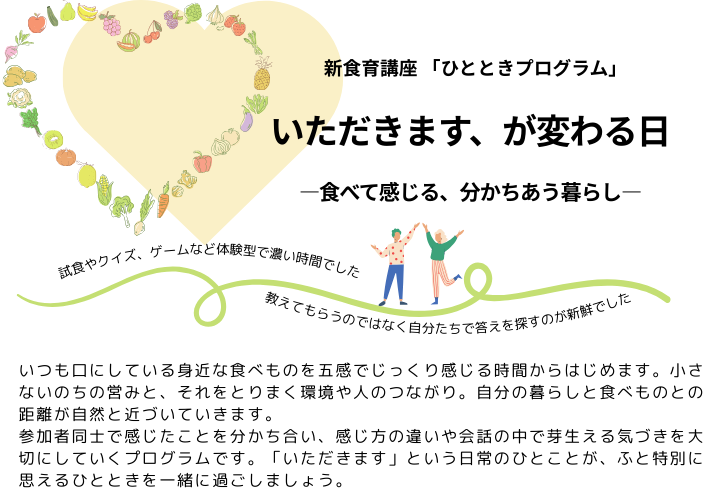 新食育講座 「ひとときプログラム」
いただきます、が変わる日
―食べて感じる、分かちあう暮らし―
試食やクイズ、ゲームなど体験型で濃い時間でした
教えてもらうのではなく自分たちで答えを探すのが新鮮でした
いつも口にしている身近な食べものを五感でじっくり感じる時間からはじめます。小さ
ないのちの営みと、それをとりまく環境や人のつながり。自分の暮らしと食べものとの
距離が自然と近づいていきます。
参加者同士で感じたことを分かち合い、感じ方の違いや会話の中で芽生える気づきを大
切にしていくプログラムです。「いただきます」という日常のひとことが、ふと特別に
思えるひとときを一緒に過ごしましょう。